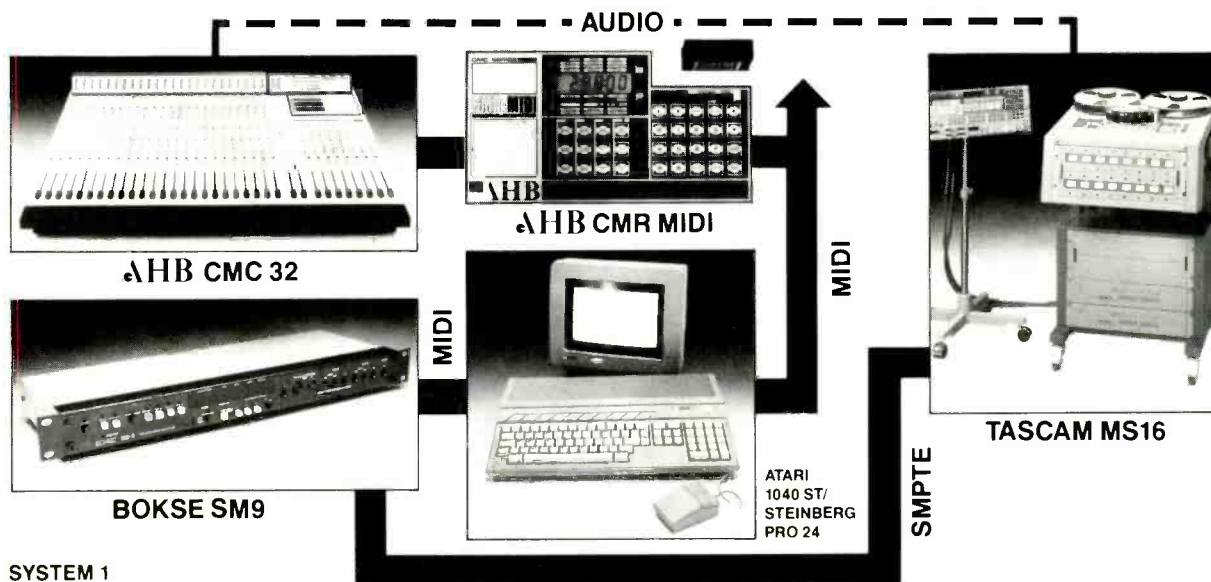 AUDIO
AHB
AHB CMC 32
AHB CMR MIDI
MIDI
MIDI
BOKSE SM9
ATARI
1040 ST/
STEINBERG
PRO 24
TASCAM MS16
SMPTE
SYSTEM 1